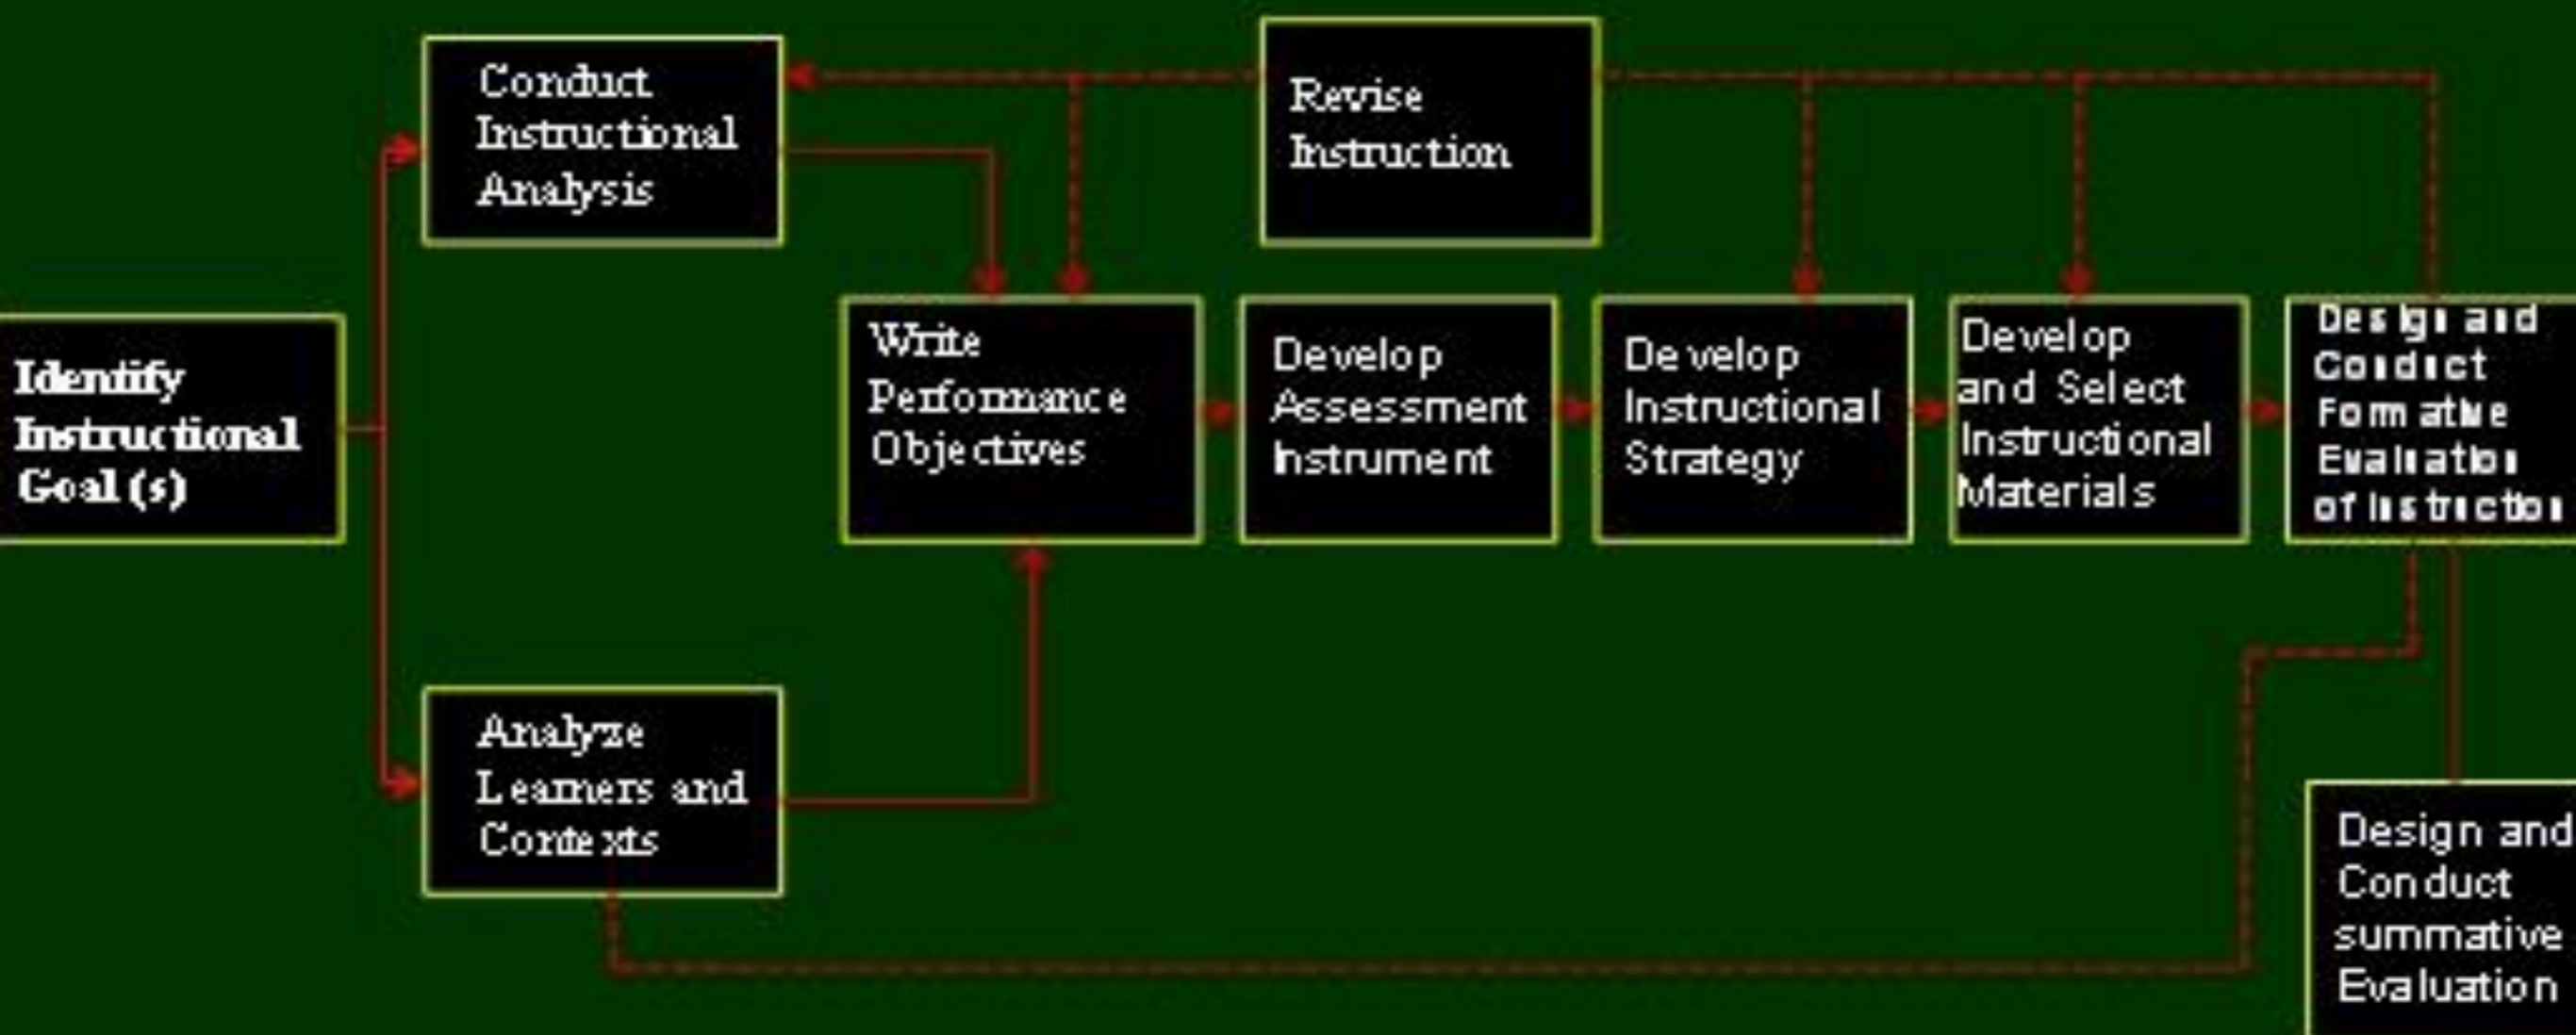 Conduct
Instructional
Analysis
Revise
Instruction
Identify
Instructional
Goal(s)
Write
Performance
Objectives
Develop
Assessment
Instrument
Develop
Instructional
Strategy
Develop
and Select
Instructional
Materials
Design and
Conduct
Formative
Evaluation
of Instruction
Analyze
Learners and
Contexts
Design and
Conduct
summative
Evaluation